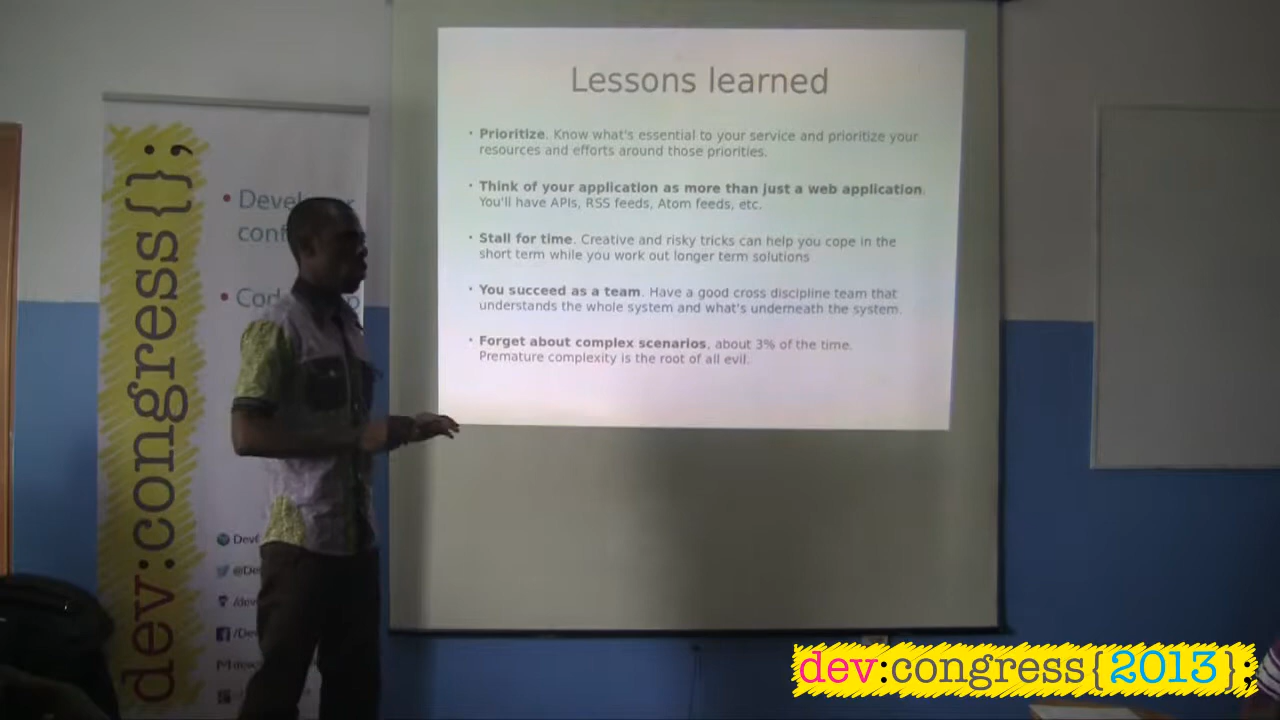 Lessons learned
• Prioritize. Know what's essential to your service and prioritize your
resources and efforts around those priorities.
• Think of your application as more than just a web application.
You'll have APIs, RSS feeds, Atom feeds, etc.
• Stall for time. Creative and risky tricks can help you cope in the
short term while you work out longer term solutions
• You succeed as a team. Have a good cross discipline team that
understands the whole system and what's underneath the system.
• Forget about complex scenarios, about 3% of the time.
Premature complexity is the root of all evil.
dev:congress{};
/dev
dev:congress{2013};